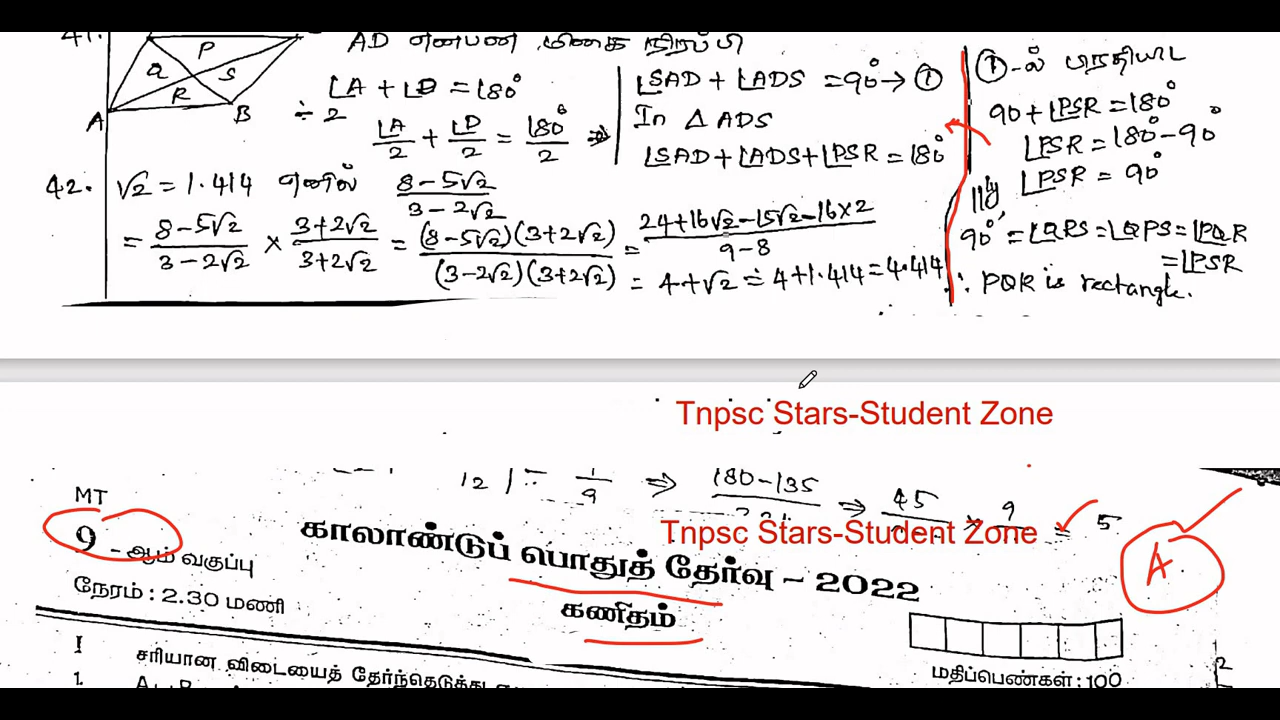 41.
P
Q
S
R
A
B
AD என்பன மிகை நிரப்பி
∠A + ∠D = 180°
÷ 2
∠A/2 + ∠D/2 = 180°/2 ⇒
∠SAD + ∠ADS = 90° → ①
In △ ADS
∠SAD + ∠ADS + ∠PSR = 180°
①-ல் பிரதியிட
90 + ∠PSR = 180°
∠PSR = 180° - 90°
∠PSR = 90°
|||ly
90° = ∠QRS = ∠QPS = ∠PQR
= ∠PSR
∴ PQR is rectangle.
42. √2 = 1.414 எனில் (8 - 5√2)/(3 - 2√2)
= (8 - 5√2)/(3 - 2√2) × (3 + 2√2)/(3 + 2√2) = (8 - 5√2)(3 + 2√2)/(3 - 2√2)(3 + 2√2) = (24 + 16√2 - 15√2 - 16×2)/(9 - 8)
= 4 + √2 = 4 + 1.414 = 4.414
Tnpsc Stars-Student Zone
⇒ 180 - 135 ⇒ 45 × 9 = 5
Tnpsc Stars-Student Zone
MT
9 - ஆம் வகுப்பு
காலாண்டுப் பொதுத் தேர்வு – 2022
A
நேரம் : 2.30 மணி
கணிதம்
மதிப்பெண்கள் : 100
I சரியான விடையைத் தேர்ந்தெடுத்து
1.